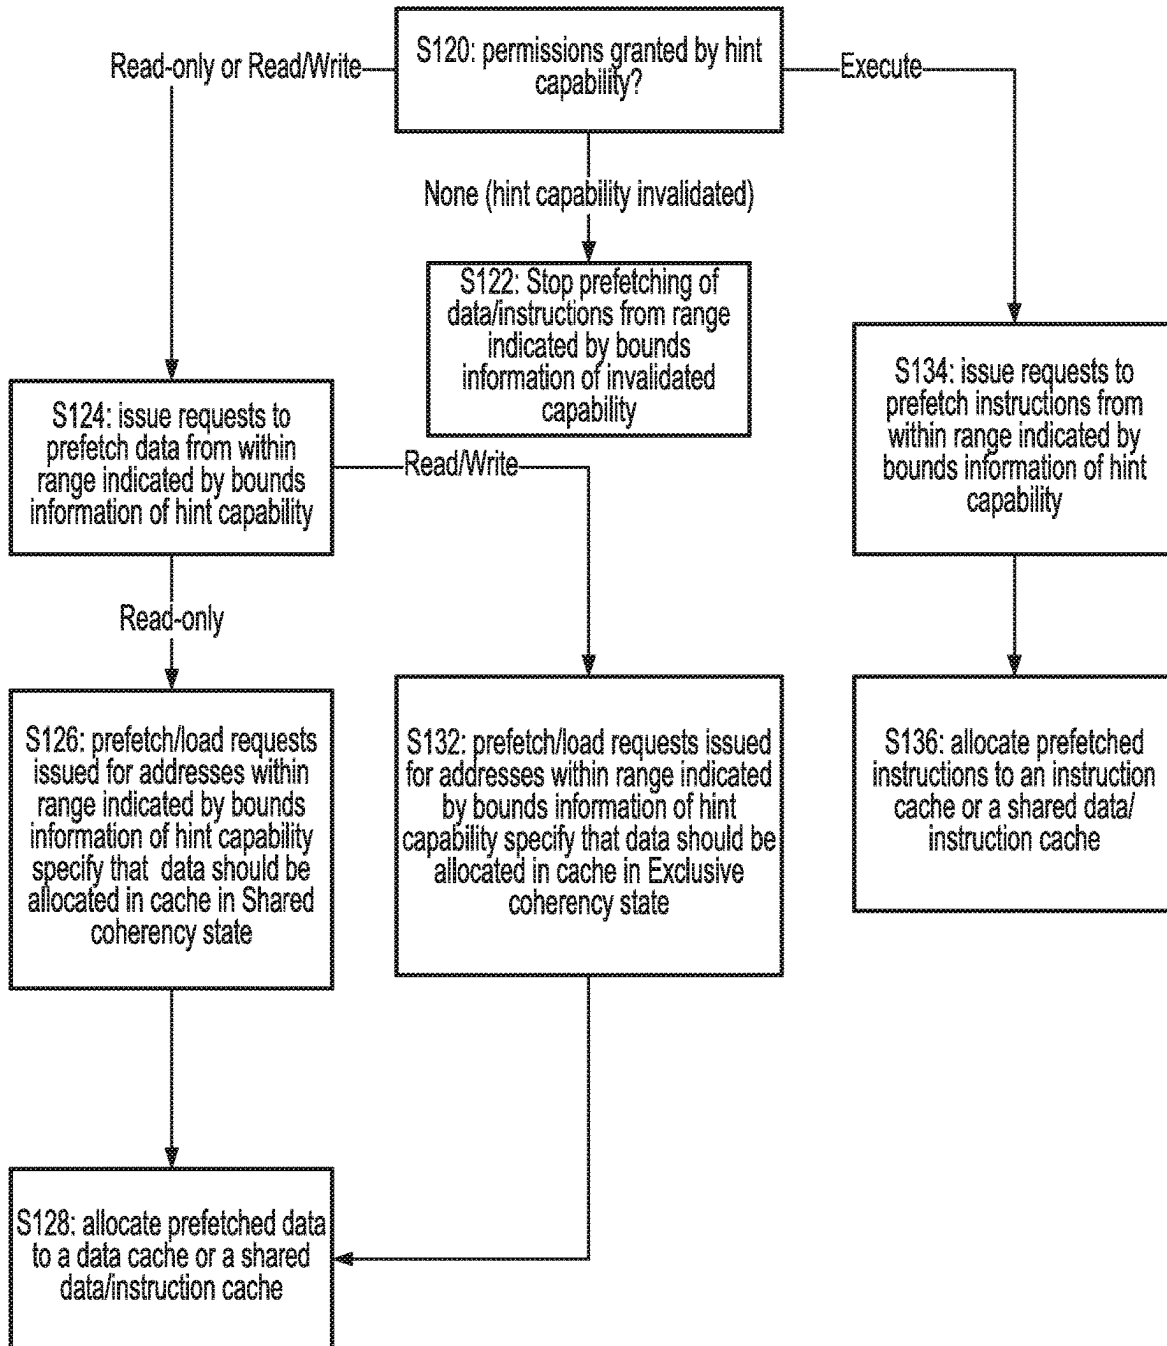 S120: permissions granted by hint
capability?
Read-only or Read/Write
Execute
None (hint capability invalidated)
S122: Stop prefetching of
data/instructions from range
indicated by bounds
information of invalidated
capability
S134: issue requests to
prefetch instructions from
within range indicated by
bounds information of hint
capability
S124: issue requests to
prefetch data from within
range indicated by bounds
information of hint capability
Read/Write
Read-only
S126: prefetch/load requests
issued for addresses within
range indicated by bounds
information of hint capability
specify that data should be
allocated in cache in Shared
coherency state
S132: prefetch/load requests issued
for addresses within range indicated
by bounds information of hint
capability specify that data should be
allocated in cache in Exclusive
coherency state
S136: allocate prefetched
instructions to an instruction
cache or a shared data/
instruction cache
S128: allocate prefetched data
to a data cache or a shared
data/instruction cache